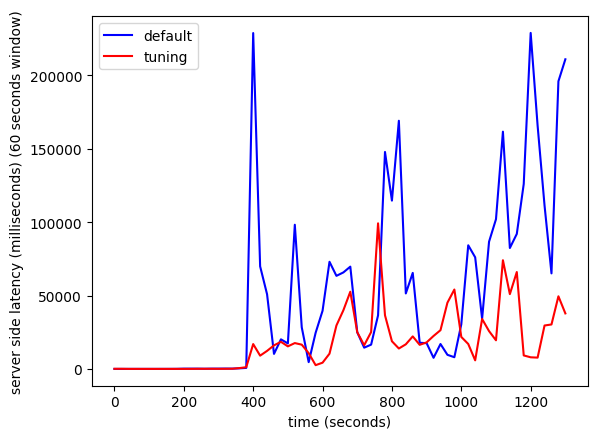 default
tuning
server side latency (milliseconds) (60 seconds window)
200000
150000
100000
50000
0
0 200 400 600 800 1000 1200
time (seconds)